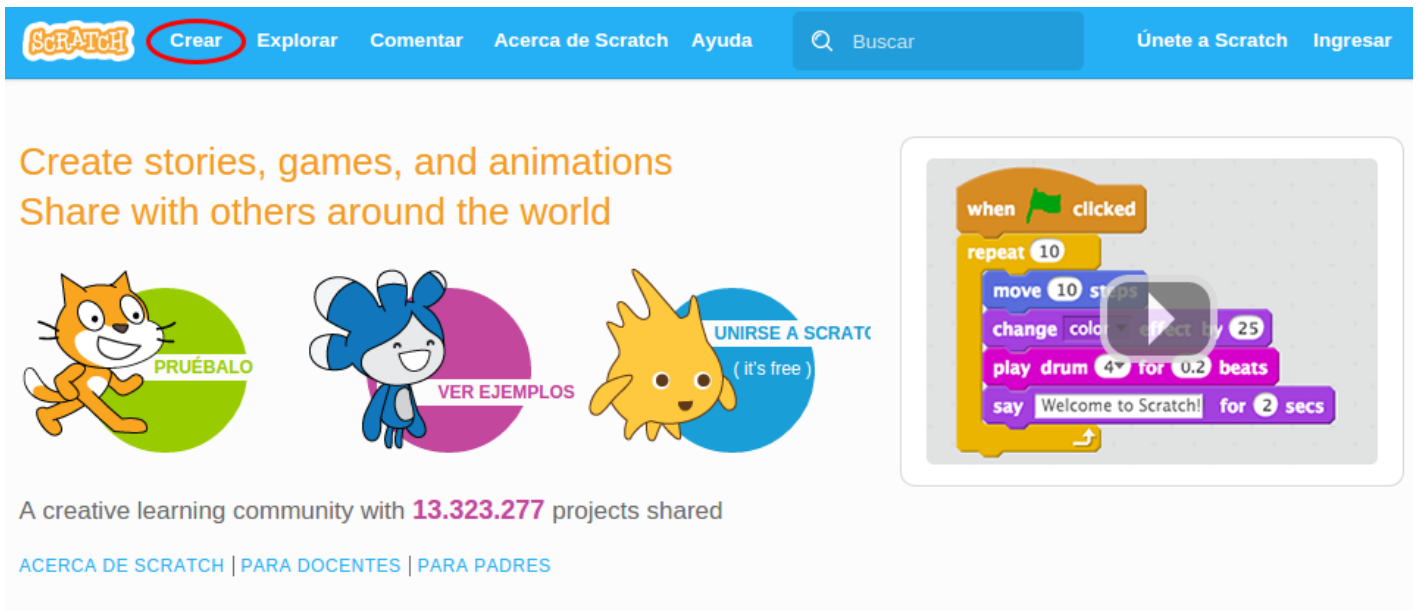 SCRATCH Crear Explorar Comentar Acerca de Scratch Ayuda Buscar Únete a Scratch Ingresar
Create stories, games, and animations
Share with others around the world
PRUÉBALO
VER EJEMPLOS
UNIRSE A SCRATC
( it's free )
when clicked
repeat 10
move 10 steps
change color effect by 25
play drum 4 for 0.2 beats
say Welcome to Scratch! for 2 secs
A creative learning community with 13.323.277 projects shared
ACERCA DE SCRATCH | PARA DOCENTES | PARA PADRES